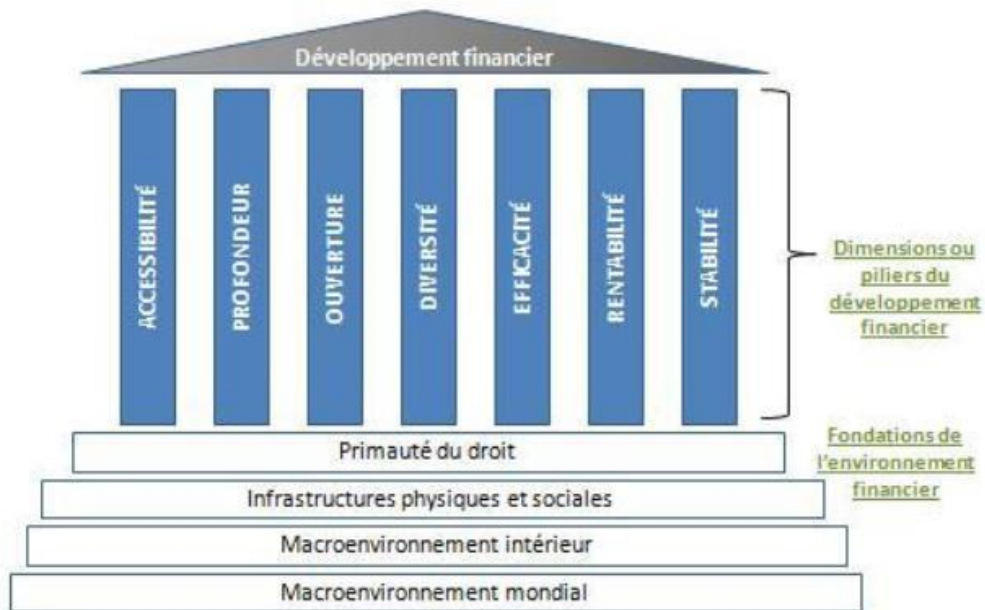 Développement financier
ACCESSIBILITÉ
PROFONDEUR
OUVERTURE
DIVERSITÉ
EFFICACITÉ
RENTABILITÉ
STABILITÉ
Dimensions ou
piliers du
développement
financier
Fondations de
l'environnement
financier
Primauté du droit
Infrastructures physiques et sociales
Macroenvironnement intérieur
Macroenvironnement mondial